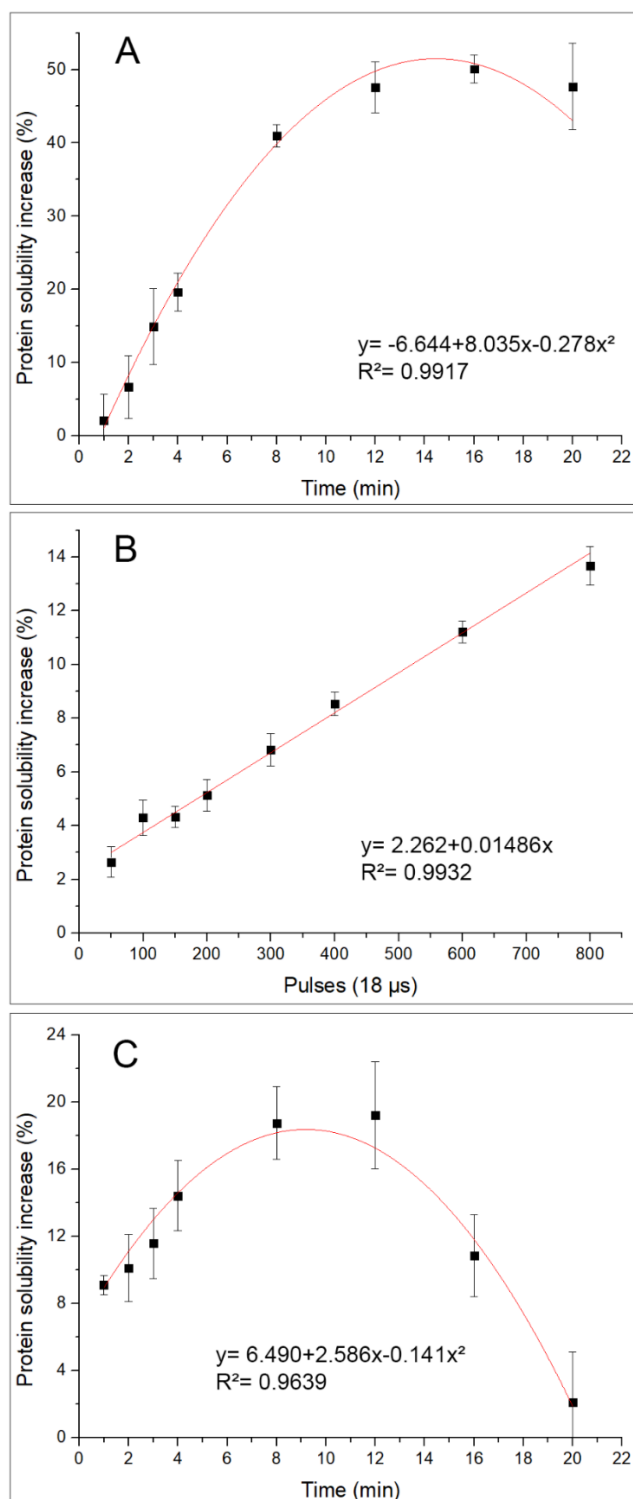 A
Protein solubility increase (%)
50
40
30
20
10
0
y= -6.644+8.035x-0.278x²
R²= 0.9917
0 2 4 6 8 10 12 14 16 18 20 22
Time (min)
B
Protein solubility increase (%)
14
12
10
8
6
4
2
0
y= 2.262+0.01486x
R²= 0.9932
0 100 200 300 400 500 600 700 800
Pulses (18 µs)
C
Protein solubility increase (%)
24
20
16
12
8
4
0
y= 6.490+2.586x-0.141x²
R²= 0.9639
0 2 4 6 8 10 12 14 16 18 20 22
Time (min)